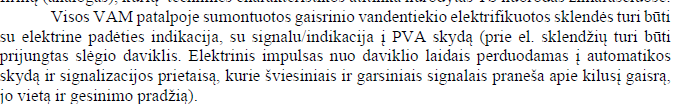 Visos VAM patalpoje sumontuotos gaisrinio vandentiekio elektrifikuotos sklendės turi būti
su elektrine padėties indikacija, su signalu/indikacija į PVA skydą (prie el. sklendžių turi būti
prijungtas slėgio daviklis. Elektrinis impulsas nuo daviklio laidais perduodamas į automatikos
skydą ir signalizacijos prietaisą, kurie šviesiniais ir garsiniais signalais praneša apie kilusį gaisrą,
jo vietą ir gesinimo pradžią).